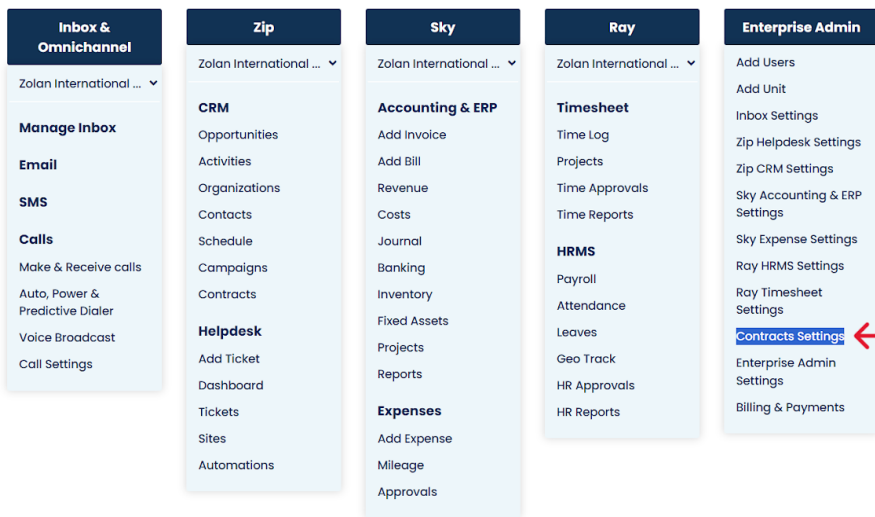 Inbox &
Omnichannel
Zolan International ...
Manage Inbox
Email
SMS
Calls
Make & Receive calls
Auto, Power &
Predictive Dialer
Voice Broadcast
Call Settings
Zip
Zolan International ...
CRM
Opportunities
Activities
Organizations
Contacts
Schedule
Campaigns
Contracts
Helpdesk
Add Ticket
Dashboard
Tickets
Sites
Automations
Sky
Zolan International ...
Accounting & ERP
Add Invoice
Add Bill
Revenue
Costs
Journal
Banking
Inventory
Fixed Assets
Projects
Reports
Expenses
Add Expense
Mileage
Approvals
Ray
Zolan International ...
Timesheet
Time Log
Projects
Time Approvals
Time Reports
HRMS
Payroll
Attendance
Leaves
Geo Track
HR Approvals
HR Reports
Enterprise Admin
Add Users
Add Unit
Inbox Settings
Zip Helpdesk Settings
Zip CRM Settings
Sky Accounting & ERP
Settings
Sky Expense Settings
Ray HRMS Settings
Ray Timesheet
Settings
Contracts Settings
Enterprise Admin
Settings
Billing & Payments